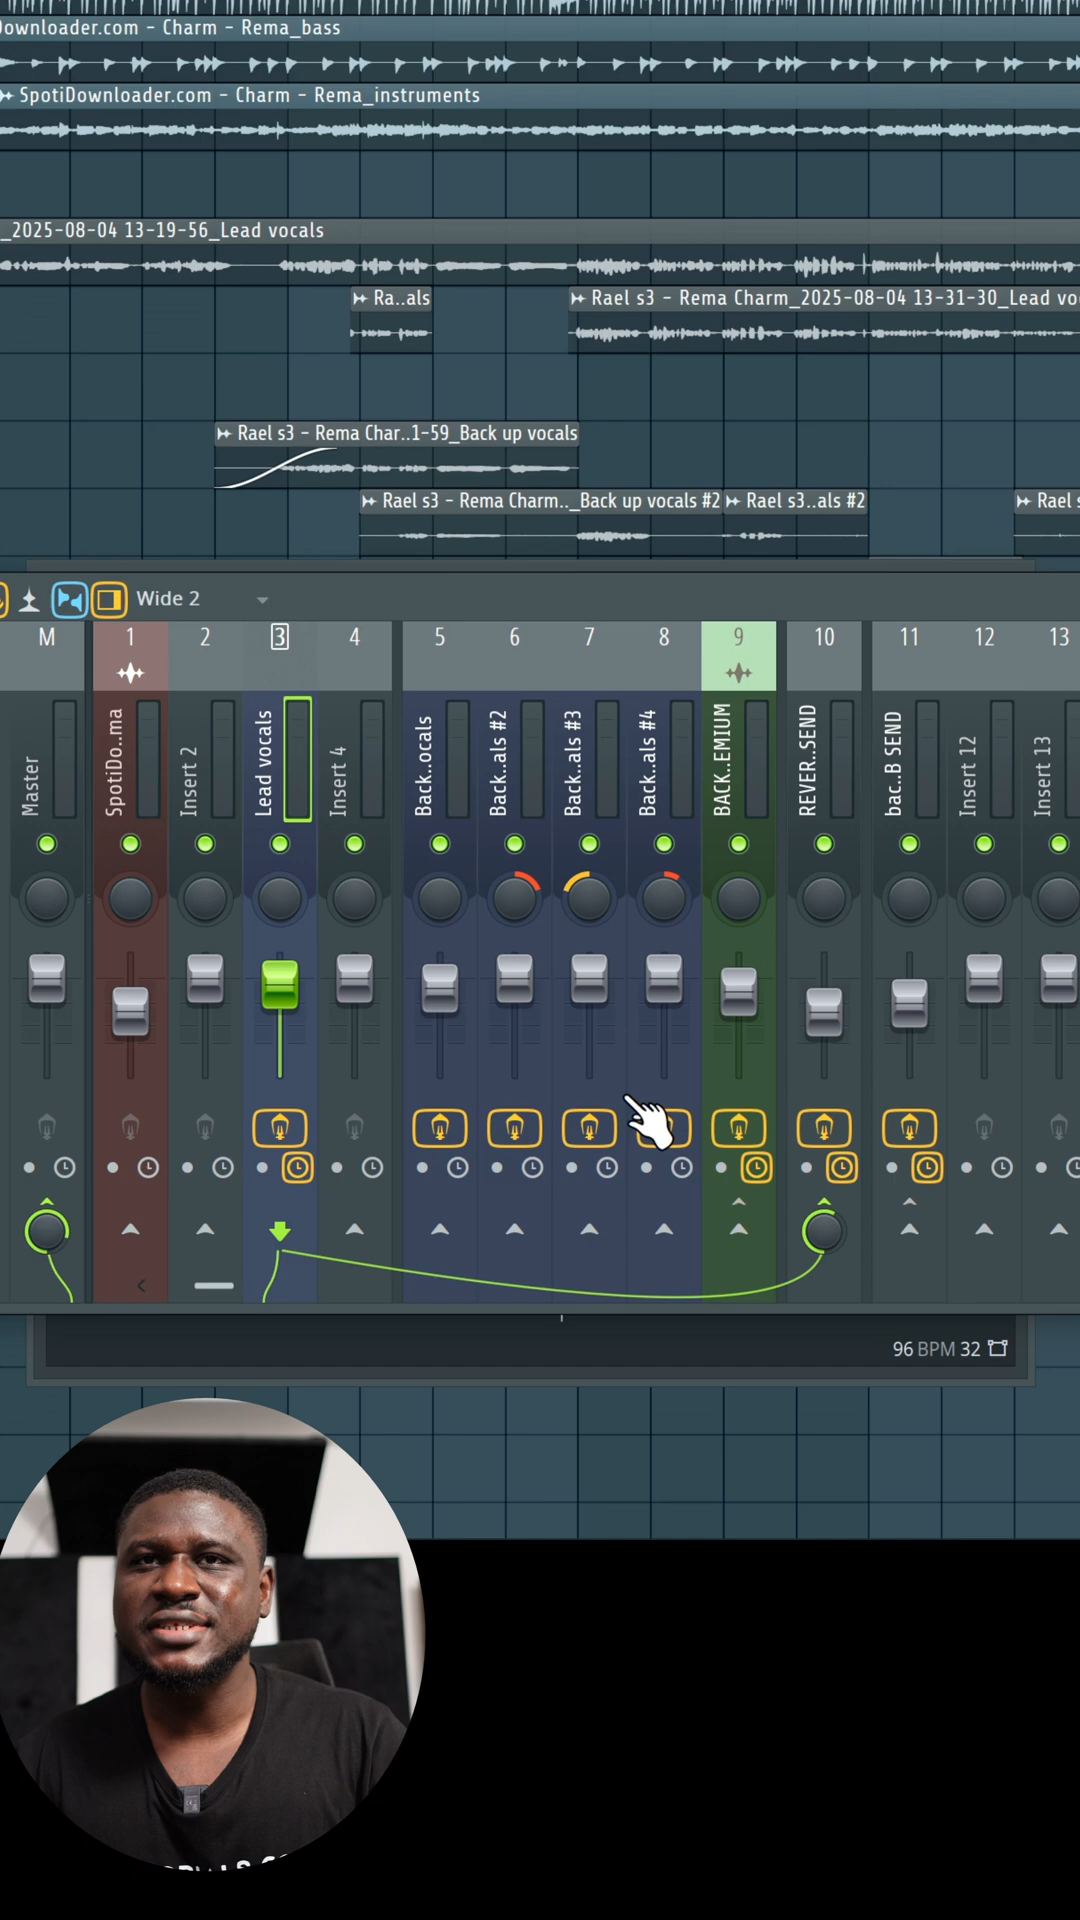 Downloader.com - Charm - Rema_bass
SpotiDownloader.com - Charm - Rema_instruments
_2025-08-04 13-19-56_Lead vocals
Ra..als
Rael s3 - Rema Charm_2025-08-04 13-31-30_Lead vo
Rael s3 - Rema Char..1-59_Back up vocals
Rael s3 - Rema Charm.._Back up vocals #2
Rael s3..als #2
Rael s
Wide 2
M 1 2 3 4 5 6 7 8 9 10 11 12 13
Master
SpotiDo..ma
Insert 2
Lead vocals
Insert 4
Back..ocals
Back..als #2
Back..als #3
Back..als #4
BACK..EMIUM
REVER..SEND
bac..B SEND
Insert 12
Insert 13
96 BPM 32